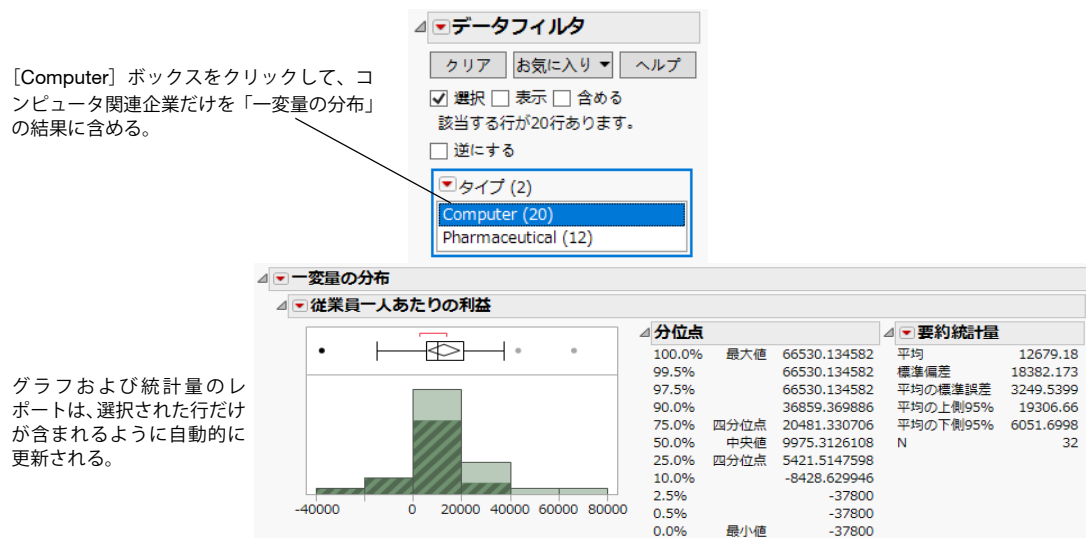 データフィルタ
クリア お気に入り ヘルプ
選択 表示 含める
該当する行が20行あります。
逆にする
タイプ (2)
Computer (20)
Pharmaceutical (12)
［Computer］ボックスをクリックして、コ
ンピュータ関連企業だけを「一変量の分布」
の結果に含める。
一変量の分布
従業員一人あたりの利益
-40000 0 20000 40000 60000 80000
分位点
100.0% 最大値 66530.134582
99.5% 66530.134582
97.5% 66530.134582
90.0% 36859.369886
75.0% 四分位点 20481.330706
50.0% 中央値 9975.3126108
25.0% 四分位点 5421.5147598
10.0% -8428.629946
2.5% -37800
0.5% -37800
0.0% 最小値 -37800
要約統計量
平均 12679.18
標準偏差 18382.173
平均の標準誤差 3249.5399
平均の上側95% 19306.66
平均の下側95% 6051.6998
N 32
グラフおよび統計量のレ
ポートは、選択された行だけ
が含まれるように自動的に
更新される。